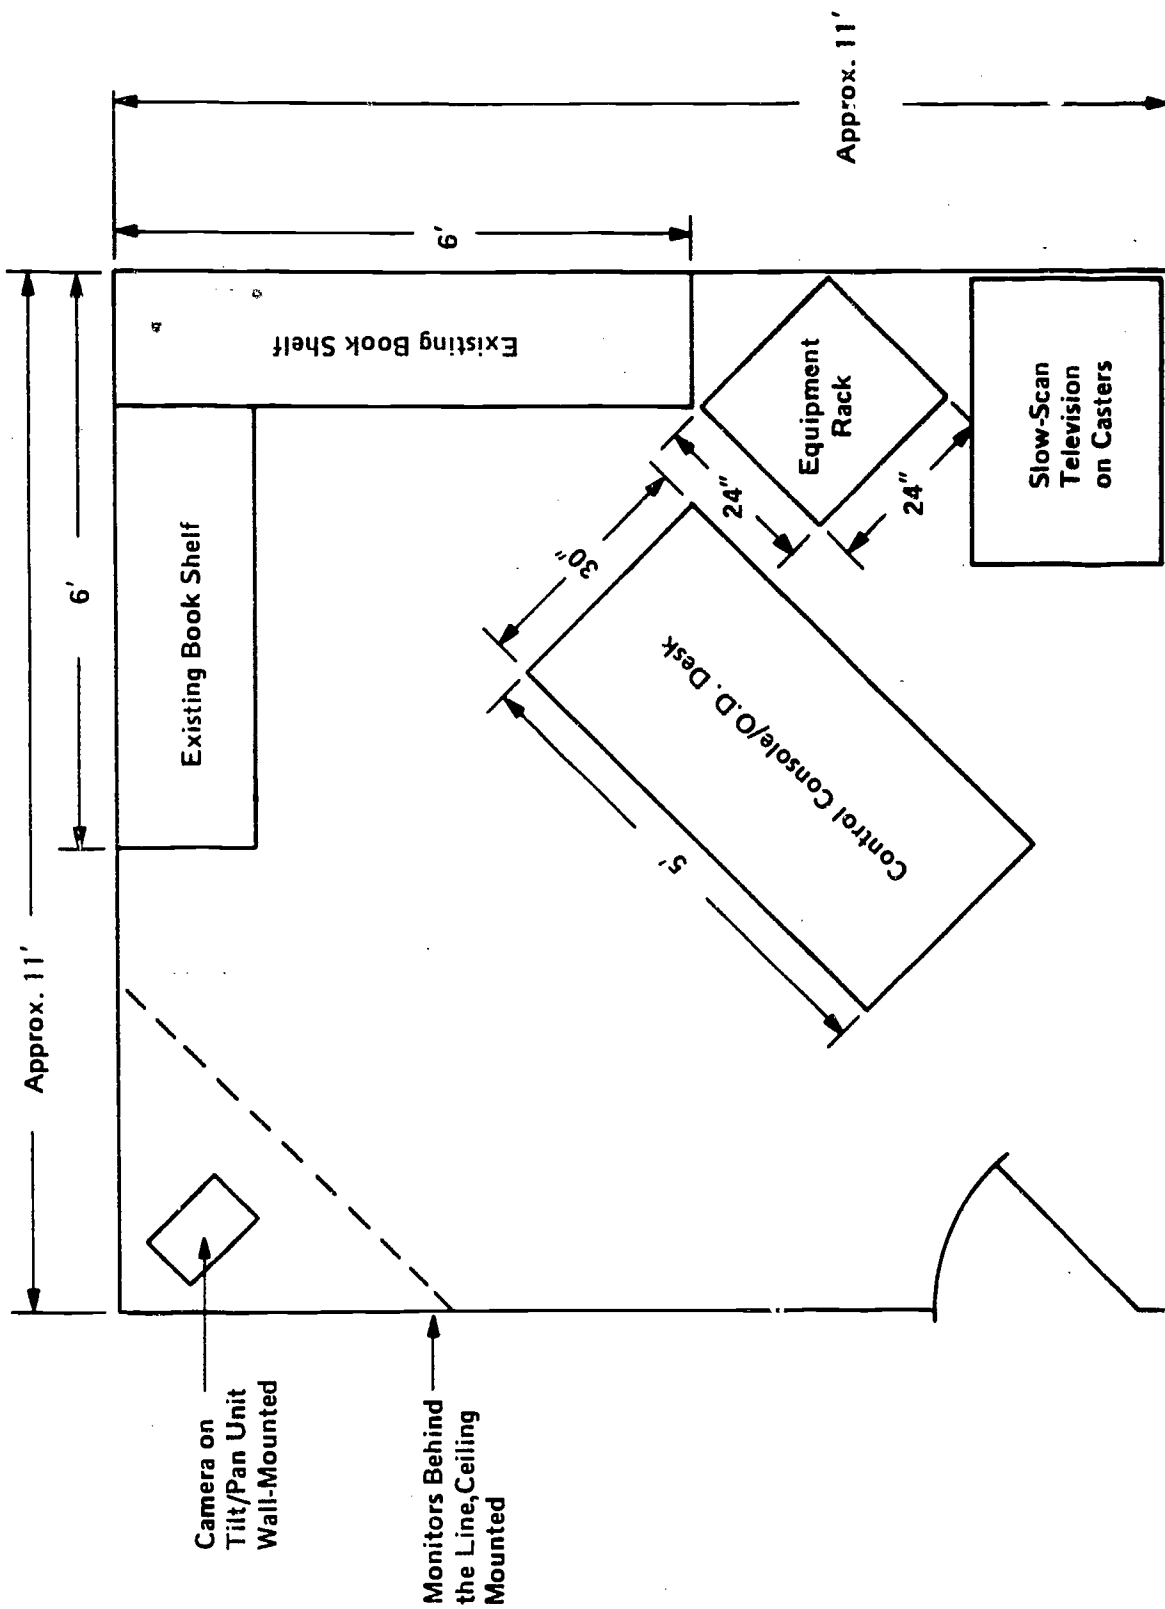 Approx. 11′
6′
Camera on
Tilt/Pan Unit
Wall-Mounted
Existing Book Shelf
Existing Book Shelf
6′
Approx. 11′
Monitors Behind
the Line,Ceiling
Mounted
5′
30″
24″
24″
Control Console/O.D. Desk
Equipment
Rack
Slow-Scan
Television
on Casters